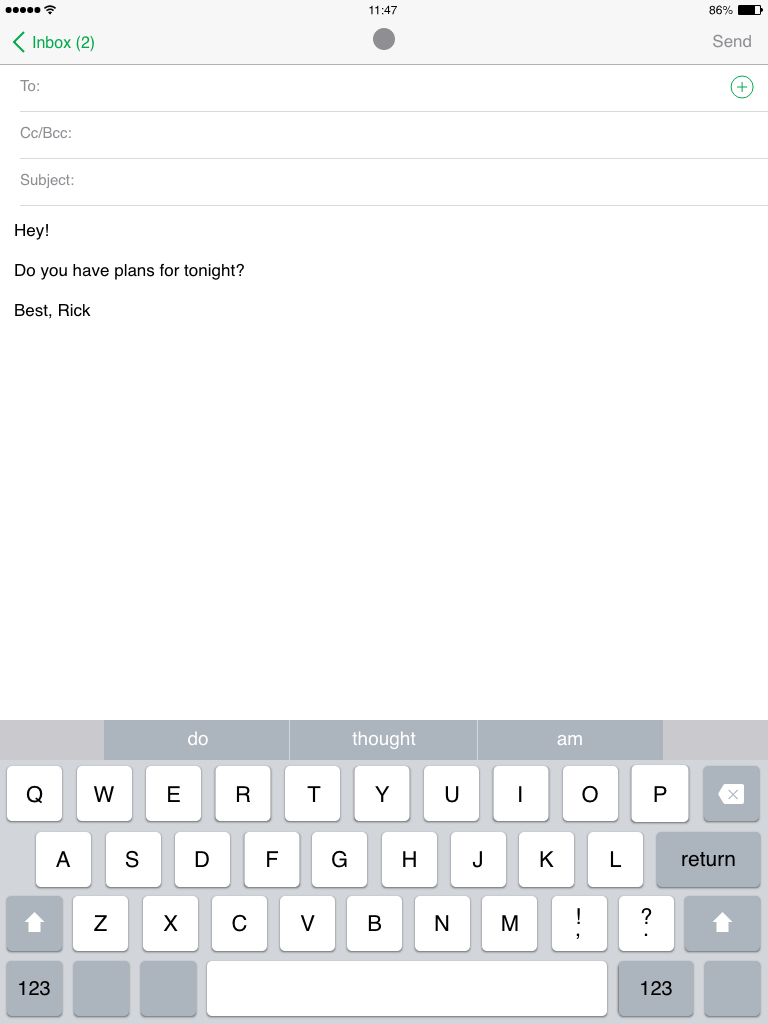 11:47 86%
Inbox (2) Send
To:
Cc/Bcc:
Subject:
Hey!
Do you have plans for tonight?
Best, Rick
do thought am
Q W E R T Y U I O P
A S D F G H J K L return
Z X C V B N M ! , ? .
123 123